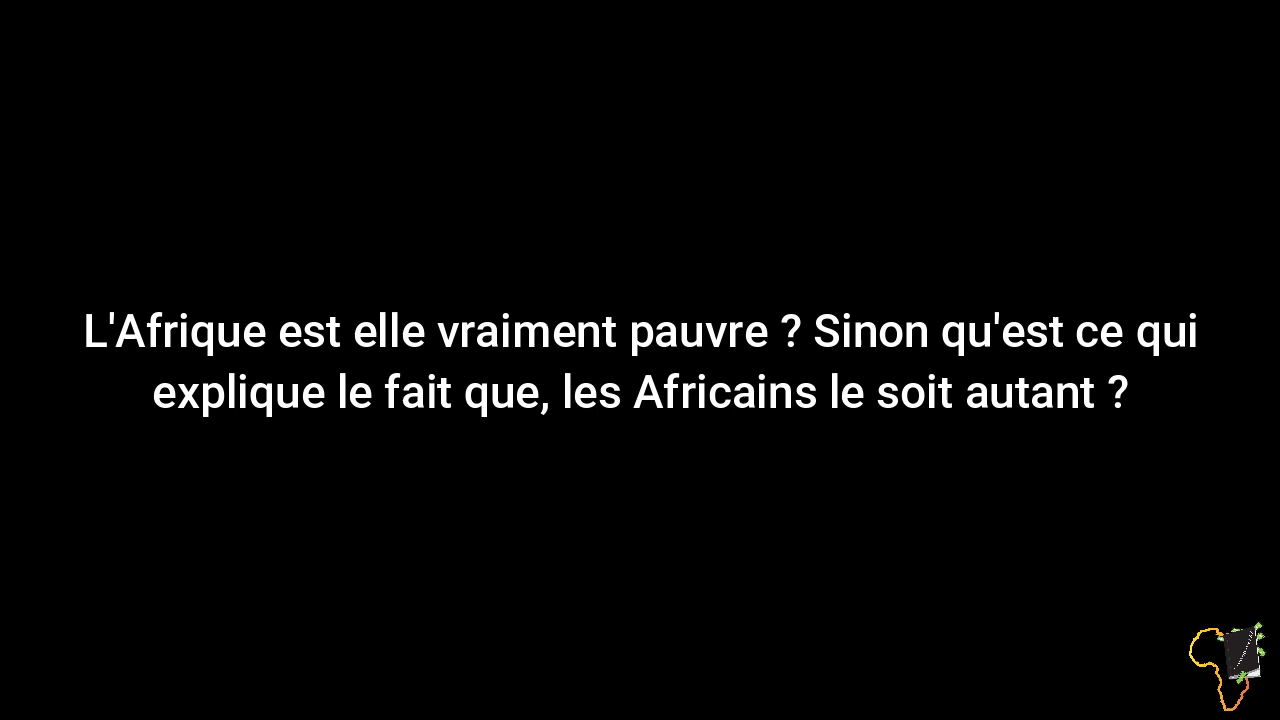 L'Afrique est elle vraiment pauvre ? Sinon qu'est ce qui
explique le fait que, les Africains le soit autant ?